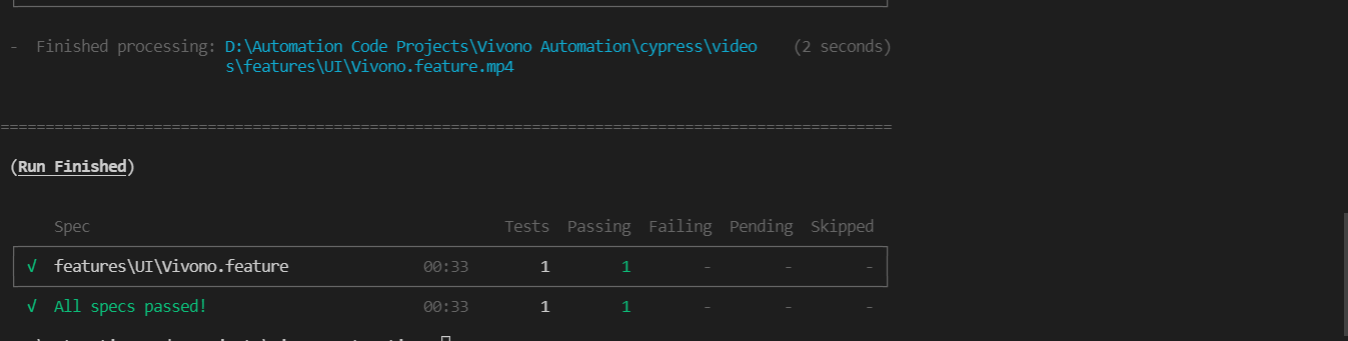 - Finished processing: D:\Automation Code Projects\Vivono Automation\cypress\video (2 seconds)
s\features\UI\Vivono.feature.mp4
(Run Finished)
Spec Tests Passing Failing Pending Skipped
√ features\UI\Vivono.feature 00:33 1 1 - - -
√ All specs passed! 00:33 1 1 - - -